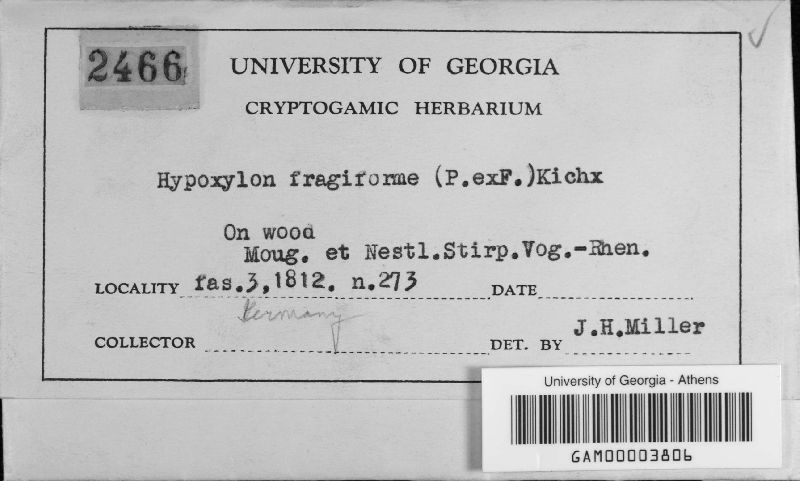 2466
UNIVERSITY OF GEORGIA
CRYPTOGAMIC HERBARIUM
Hypoxylon fragiforme (P.exF.)Kichx
On wood
Moug. et Nestl.Stirp.Vog.-Rhen.
LOCALITY fas.3,1812. n.273 DATE
Germany
COLLECTOR DET. BY J.H.Miller
University of Georgia - Athens
GAM00003806